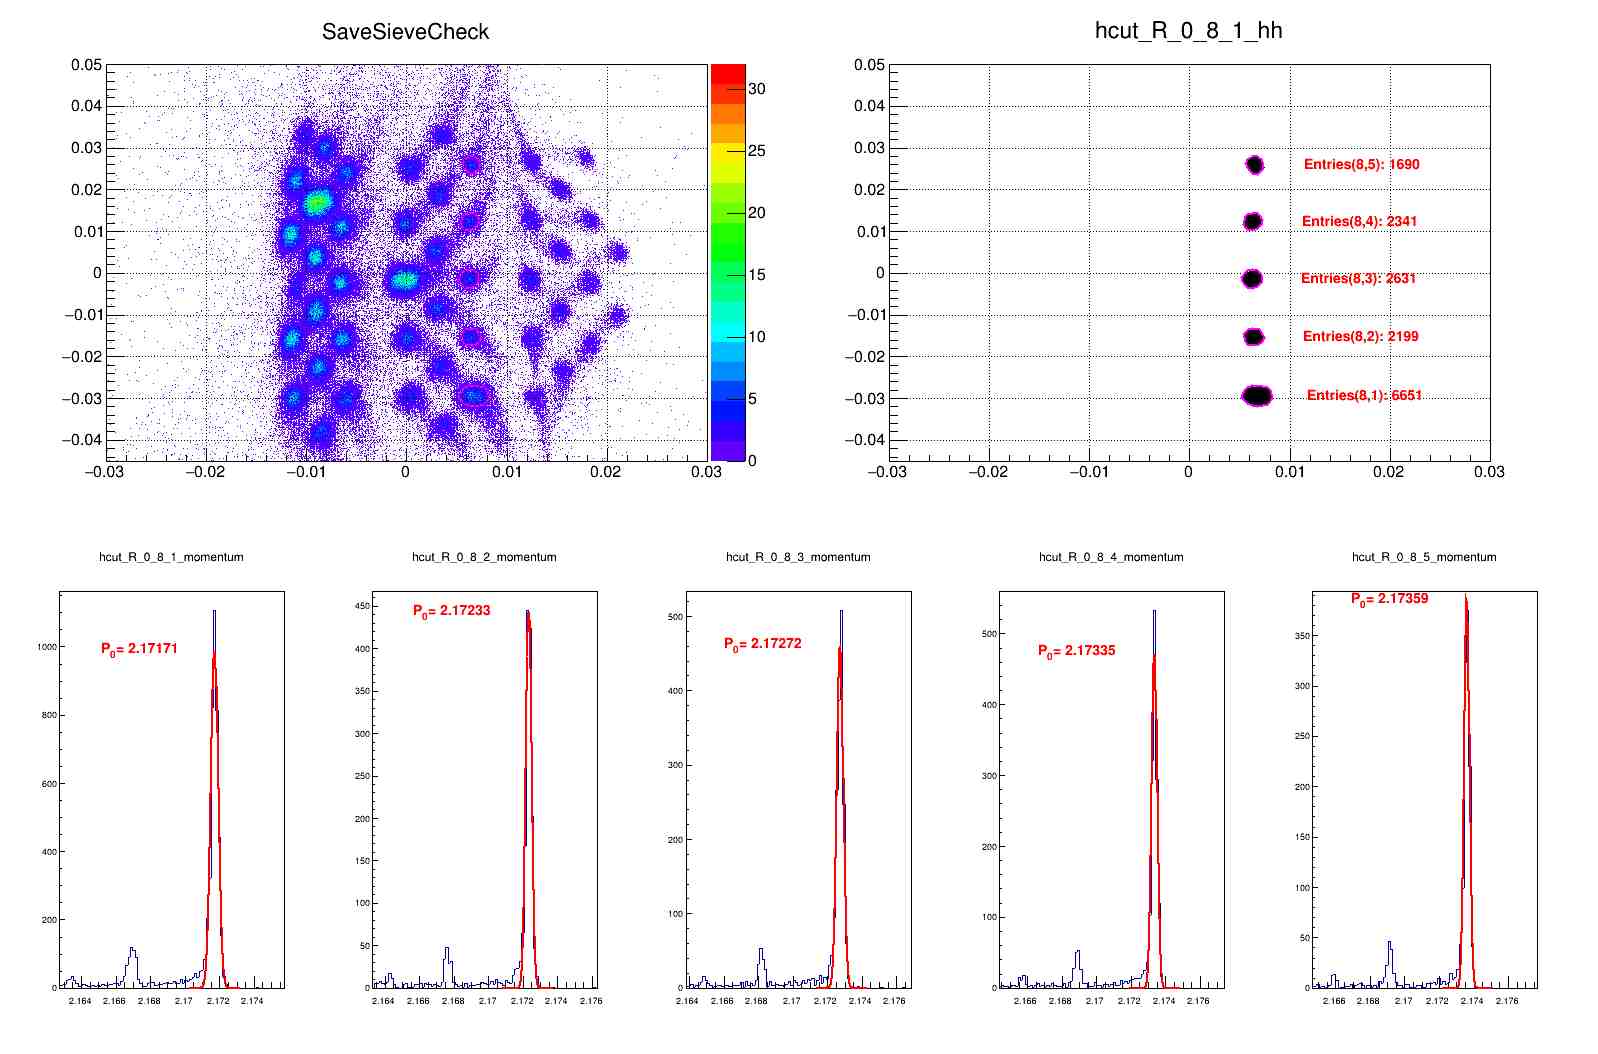 SaveSieveCheck
0.05
0.04
0.03
0.02
0.01
0
−0.01
−0.02
−0.03
−0.04
−0.03 −0.02 −0.01 0 0.01 0.02 0.03
30
25
20
15
10
5
0
hcut_R_0_8_1_hh
0.05
0.04
0.03
0.02
0.01
0
−0.01
−0.02
−0.03
−0.04
−0.03 −0.02 −0.01 0 0.01 0.02 0.03
Entries(8,5): 1690
Entries(8,4): 2341
Entries(8,3): 2631
Entries(8,2): 2199
Entries(8,1): 6651
hcut_R_0_8_1_momentum
P0= 2.17171
1000
800
600
400
200
0
2.164 2.166 2.168 2.17 2.172 2.174
hcut_R_0_8_2_momentum
P0= 2.17233
450
400
350
300
250
200
150
100
50
0
2.164 2.166 2.168 2.17 2.172 2.174 2.176
hcut_R_0_8_3_momentum
P0= 2.17272
500
400
300
200
100
0
2.164 2.166 2.168 2.17 2.172 2.174 2.176
hcut_R_0_8_4_momentum
P0= 2.17335
500
400
300
200
100
0
2.166 2.168 2.17 2.172 2.174 2.176
hcut_R_0_8_5_momentum
P0= 2.17359
350
300
250
200
150
100
50
0
2.166 2.168 2.17 2.172 2.174 2.176